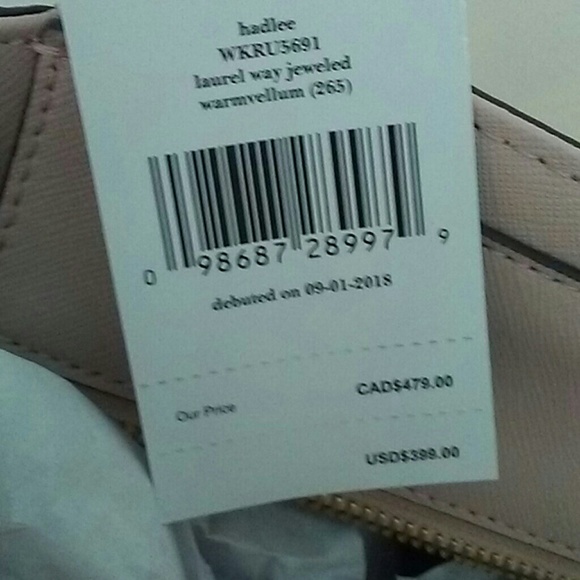 hadlee
WKRU5691
laurel way jeweled
warmvellum (265)
0 98687 28997 9
debuted on 09-01-2018
CAD$479.00
Our Price
USD$399.00